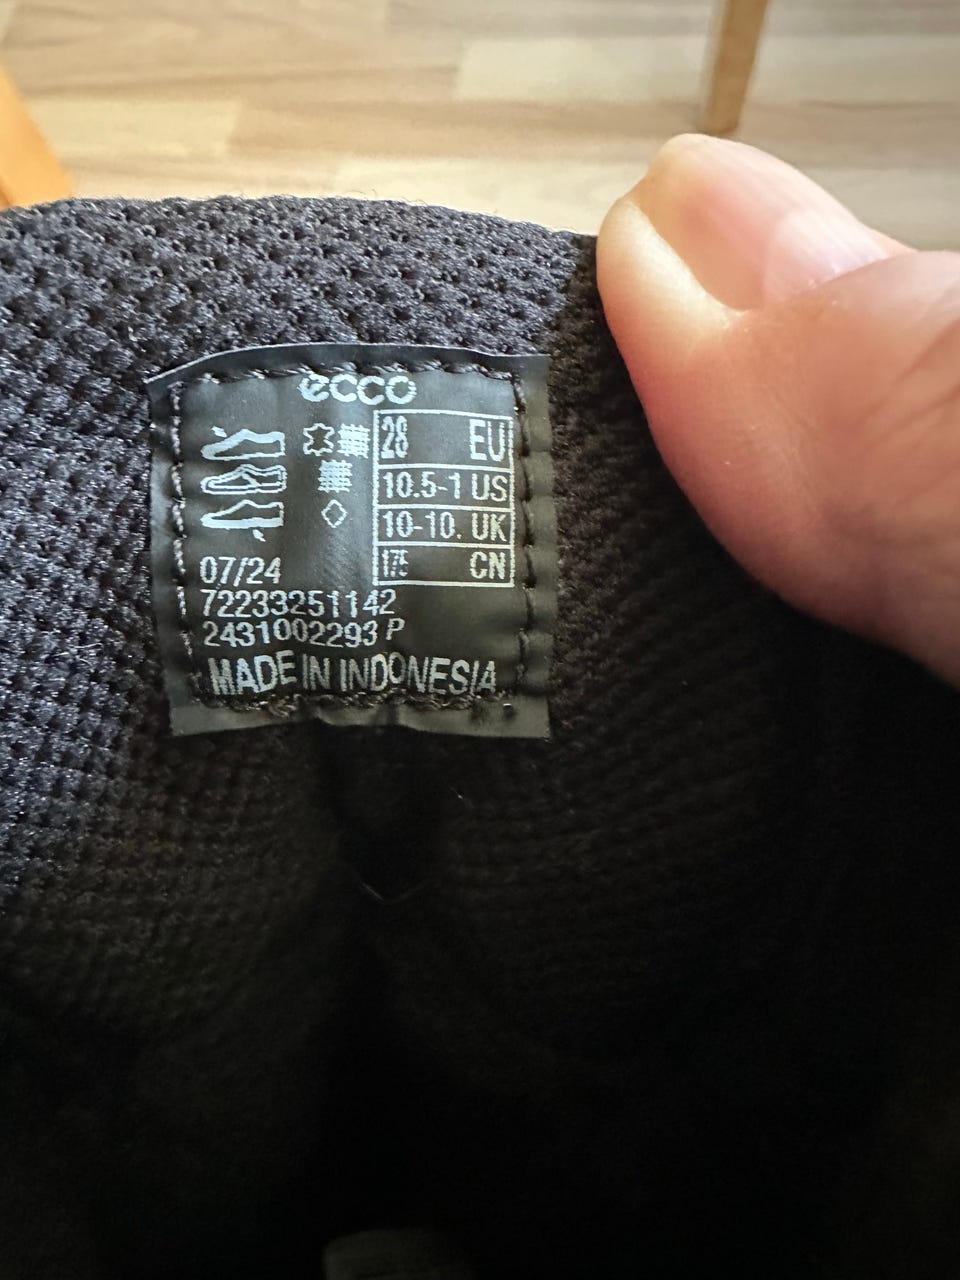 ecco
28 EU
10.5-1 US
10-10. UK
175 CN
07/24
72233251142
2431002293 P
MADE IN INDONESIA